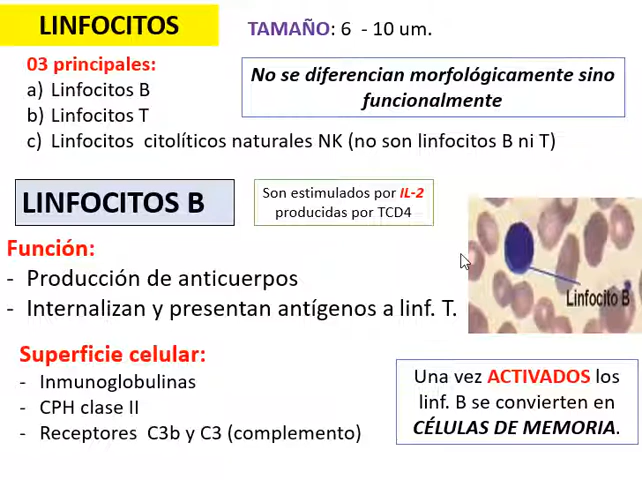 LINFOCITOS
TAMAÑO: 6 - 10 um.
03 principales:
a) Linfocitos B
b) Linfocitos T
c) Linfocitos citolíticos naturales NK (no son linfocitos B ni T)
No se diferencian morfológicamente sino
funcionalmente
LINFOCITOS B
Son estimulados por IL-2
producidas por TCD4
Función:
- Producción de anticuerpos
- Internalizan y presentan antígenos a linf. T.
Linfocito B
Superficie celular:
- Inmunoglobulinas
- CPH clase II
- Receptores C3b y C3 (complemento)
Una vez ACTIVADOS los
linf. B se convierten en
CÉLULAS DE MEMORIA.